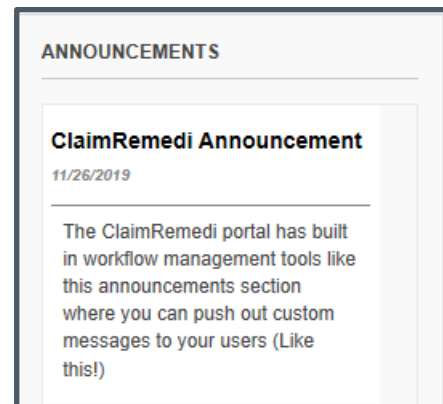 ANNOUNCEMENTS
ClaimRemedi Announcement
11/26/2019
The ClaimRemedi portal has built
in workflow management tools like
this announcements section
where you can push out custom
messages to your users (Like
this!)